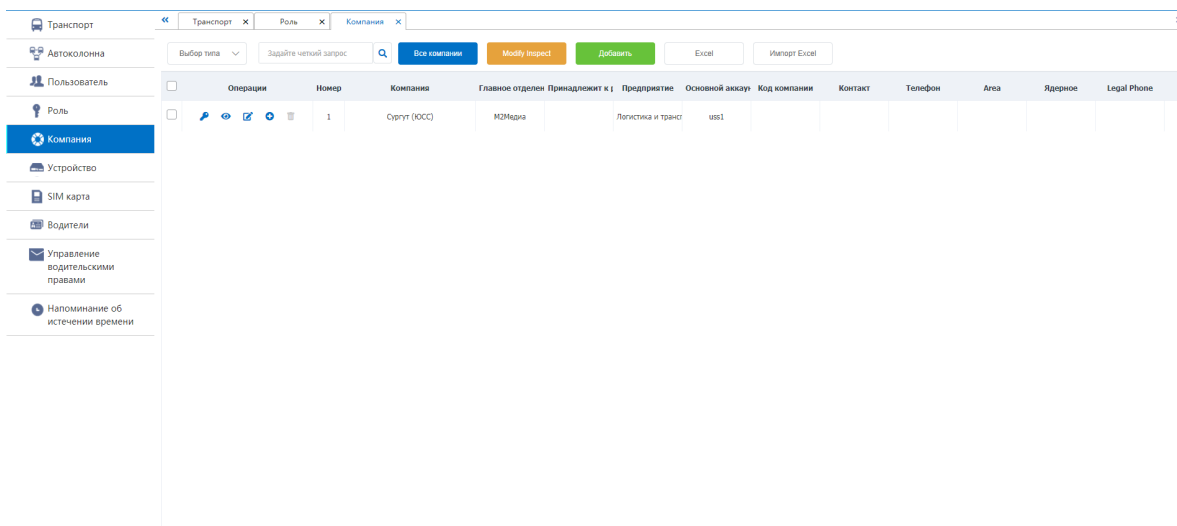 Транспорт
Автоколонна
Пользователь
Роль
Компания
Устройство
SIM карта
Водители
Управление
водительскими
правами
Напоминание об
истечении времени
Транспорт Роль Компания
Выбор типа Задайте четкий запрос Все компании Modify Inspect Добавить Excel Импорт Excel
Операции Номер Компания Главное отделен Принадлежит к Предприятие Основной аккаун Код компании Контакт Телефон Area Ядерное Legal Phone
1 Сургут (ЮСС) М2Медиа Логистика и трансг uss1